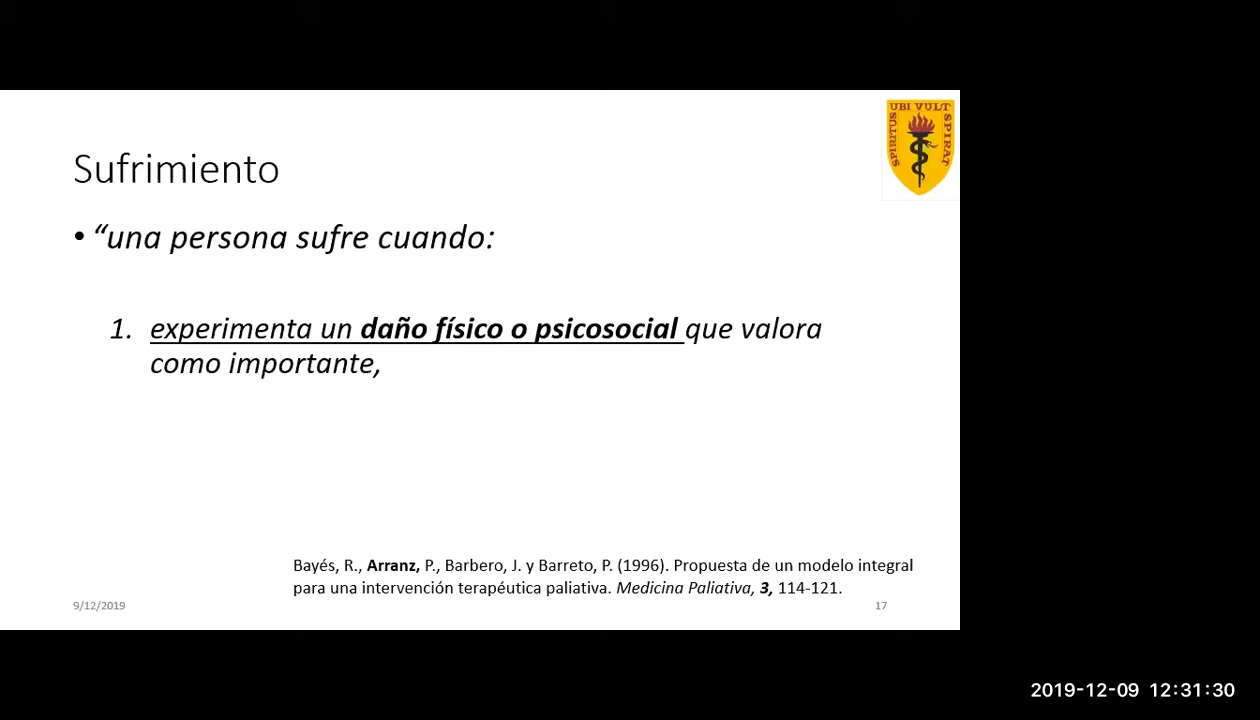 SPIRITUS UBI VULT SPIRAT
Sufrimiento
• “una persona sufre cuando:
1. experimenta un daño físico o psicosocial que valora
como importante,
Bayés, R., Arranz, P., Barbero, J. y Barreto, P. (1996). Propuesta de un modelo integral
para una intervención terapéutica paliativa. Medicina Paliativa, 3, 114-121.
9/12/2019
17
2019-12-09 12:31:30